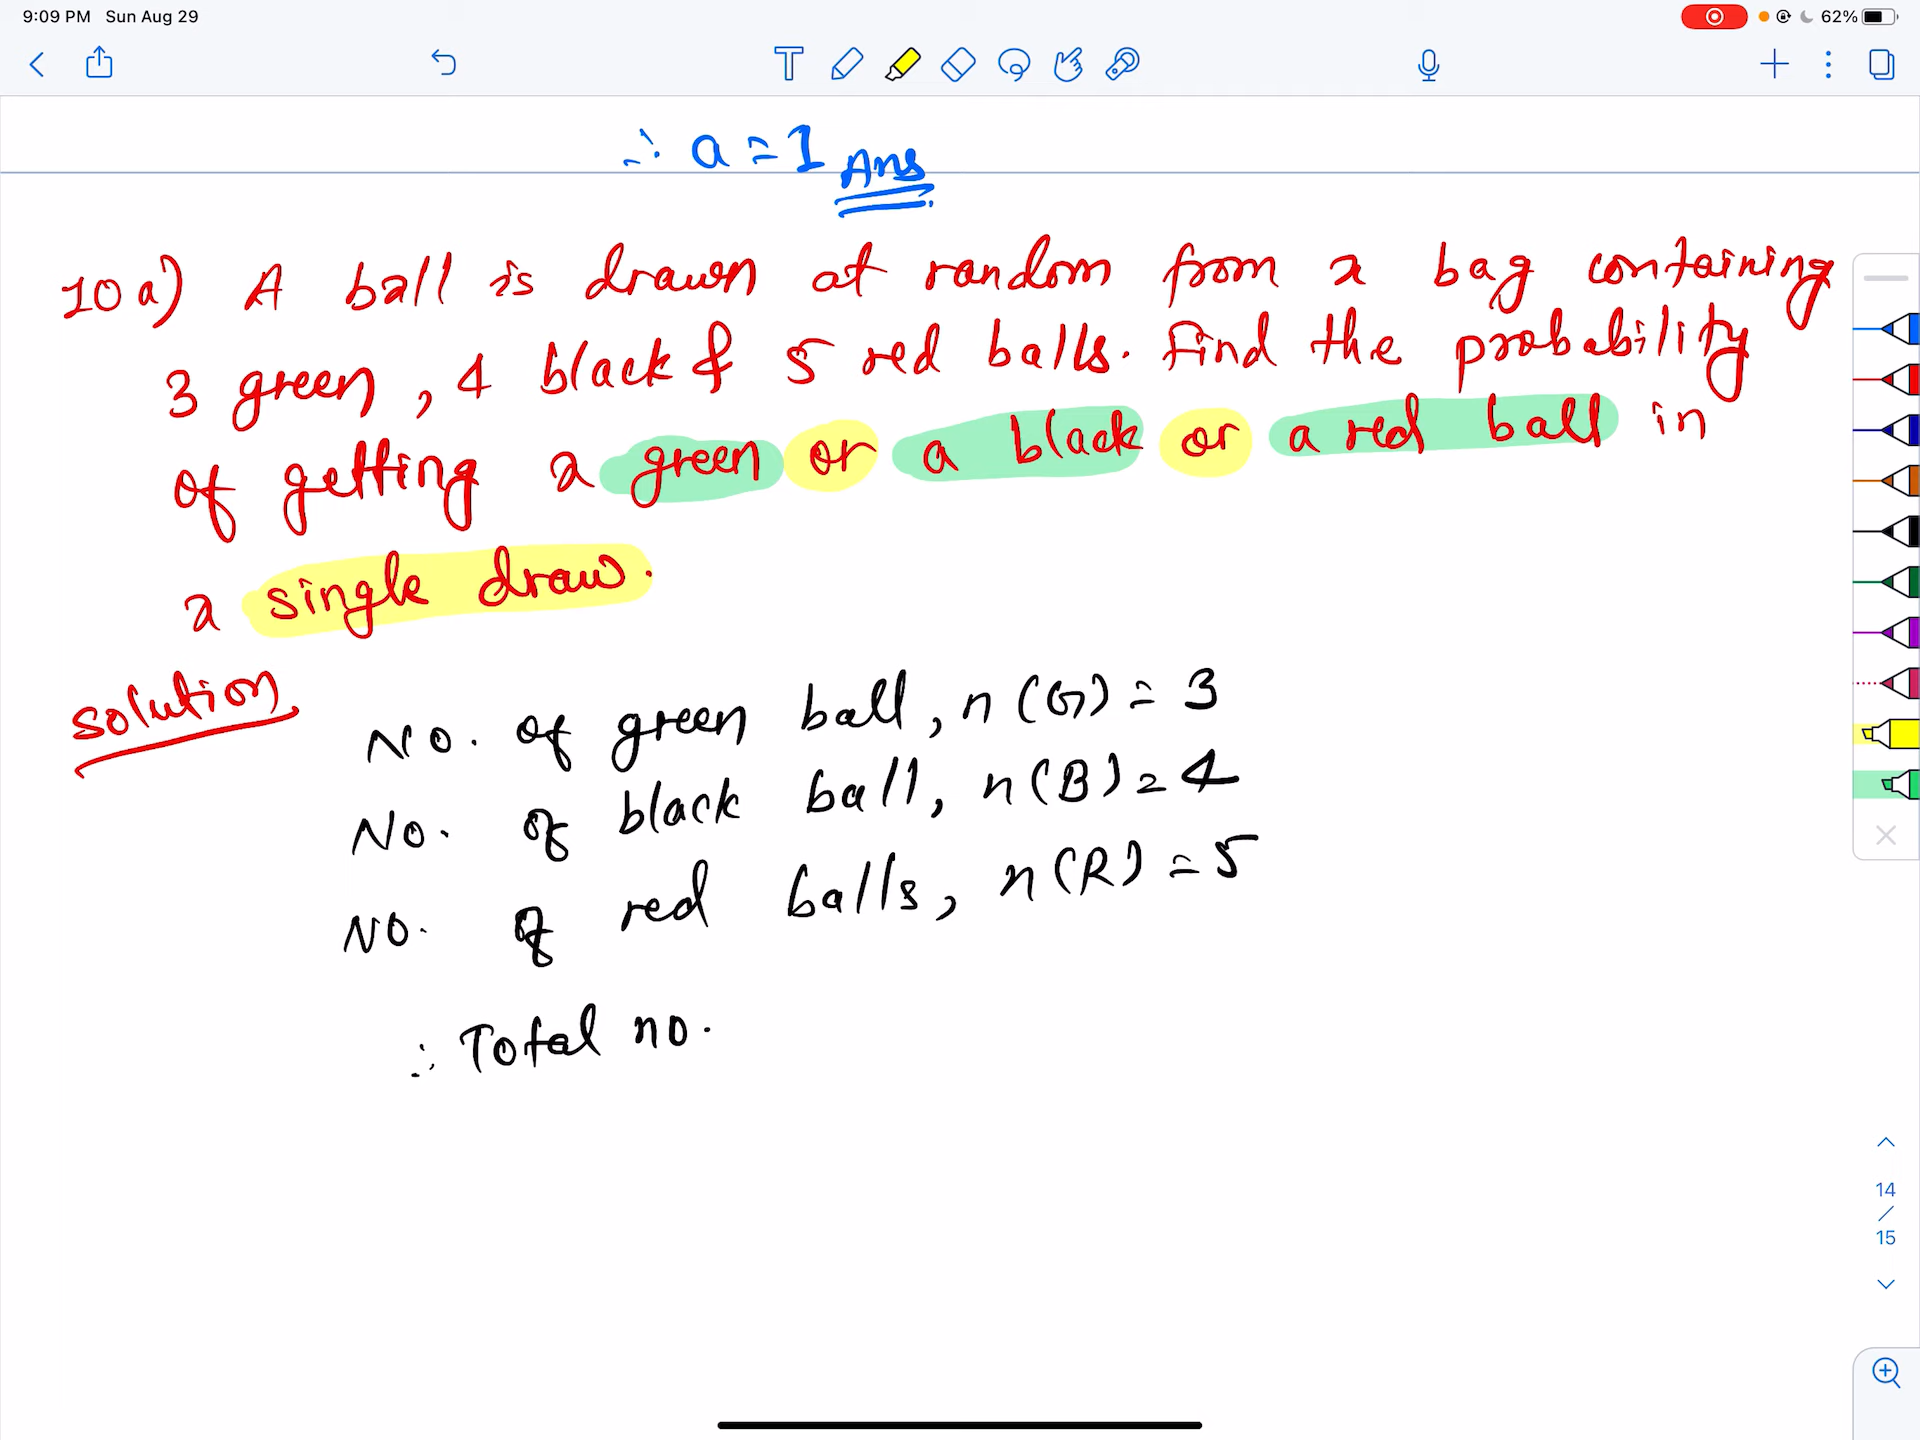 9:09 PM Sun Aug 29
62%
∴ a = 1 Ans
10 a) A ball is drawn at random from a bag containing
3 green, 4 black & 5 red balls. Find the probability
of getting a green or a black or a red ball in
a single draw.
Solution
No. of green ball, n(G) = 3
No. of black ball, n(B) = 4
No. of red balls, n(R) = 5
∴ Total no.
14
/
15